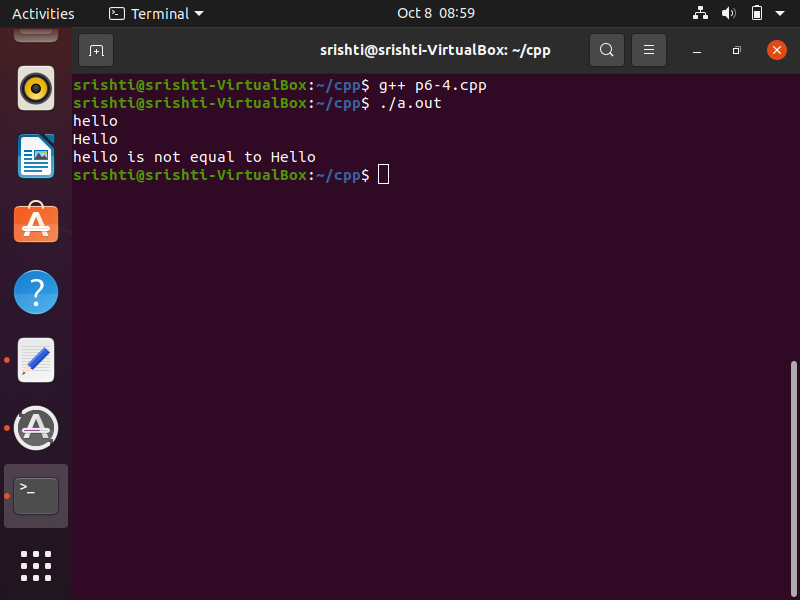 Activities Terminal Oct 8 08:59
srishti@srishti-VirtualBox: ~/cpp
srishti@srishti-VirtualBox:~/cpp$ g++ p6-4.cpp
srishti@srishti-VirtualBox:~/cpp$ ./a.out
hello
Hello
hello is not equal to Hello
srishti@srishti-VirtualBox:~/cpp$